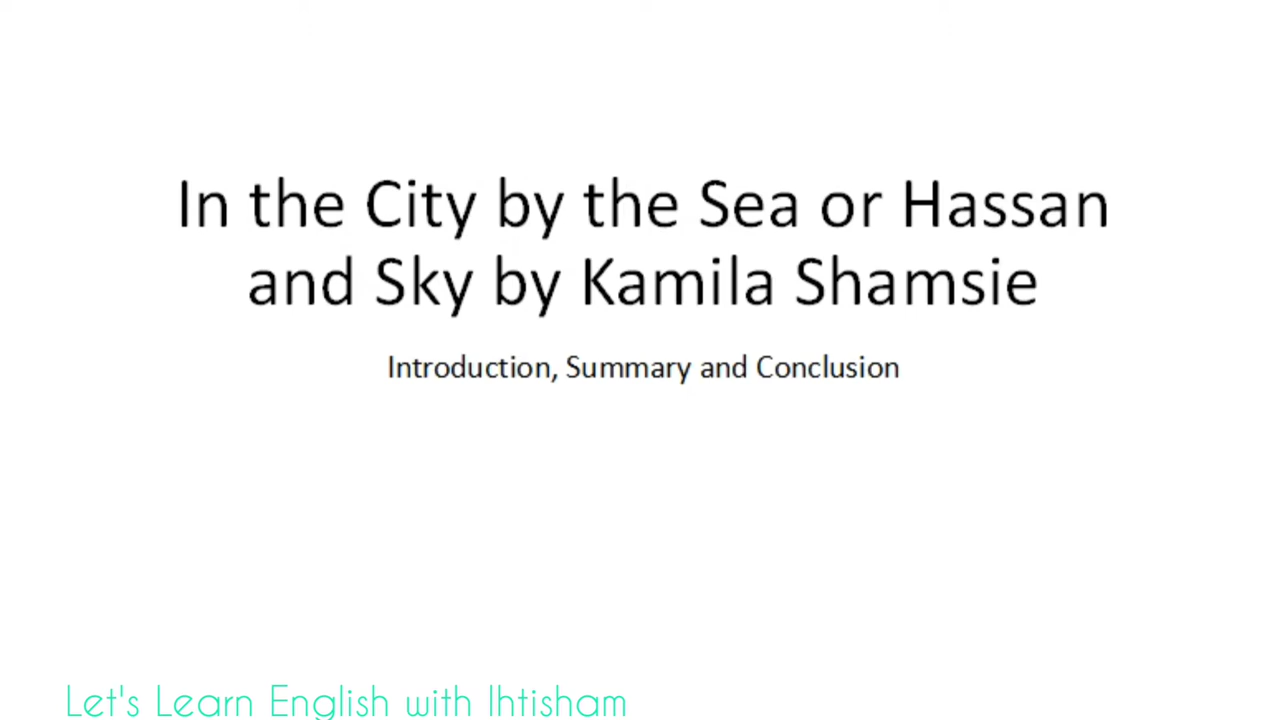 In the City by the Sea or Hassan
and Sky by Kamila Shamsie
Introduction, Summary and Conclusion
Let's Learn English with Ihtisham